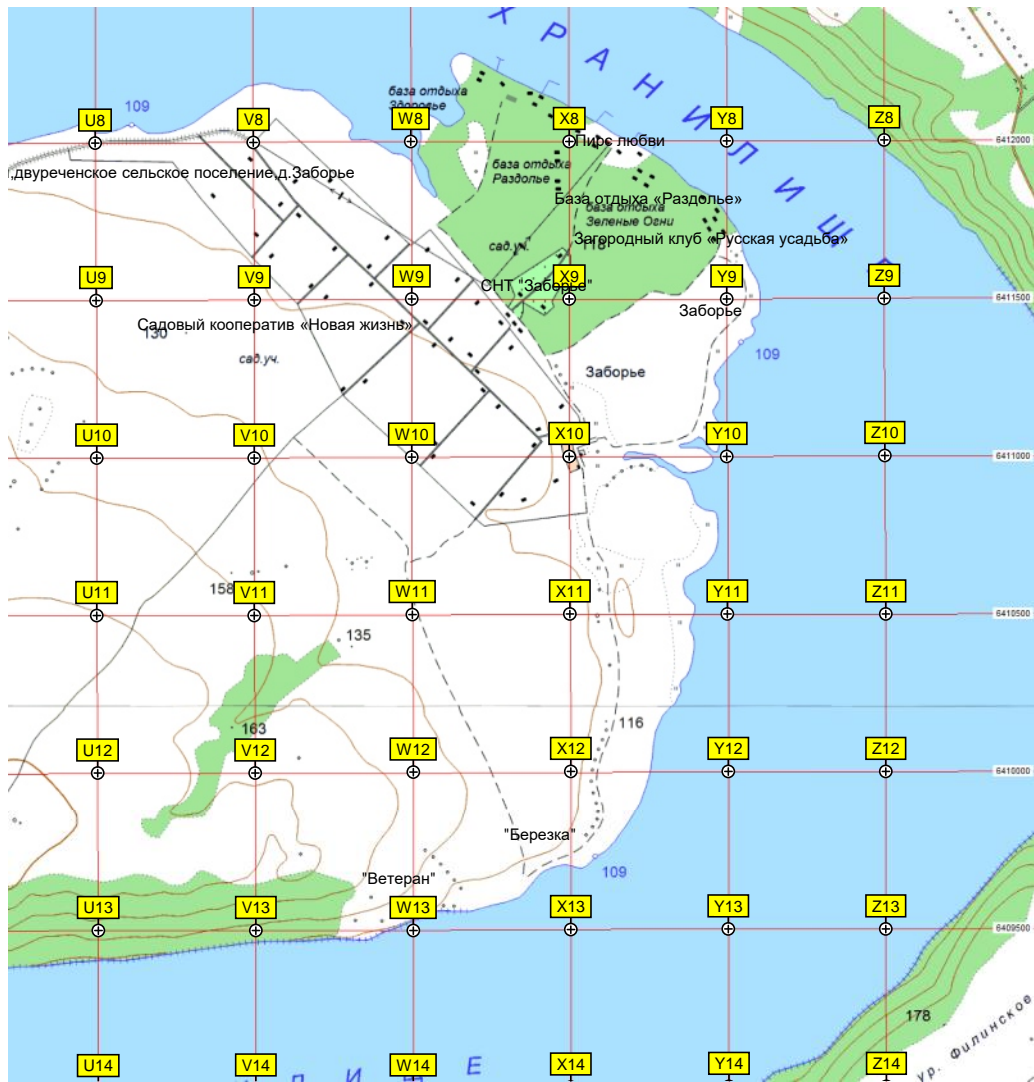 Х Р А Н И Л И Щ Е
база отдыха
Здоровье
109
U8
V8
W8
X8
Y8
Z8
6412000
Пирс любви
.двуреченское сельское поселение,д.Заборье
база отдыха
Раздолье
База отдыха «Раздолье»
база отдыха
Зеленые Огни
Загородный клуб «Русская усадьба»
сад.уч.
118
U9
V9
W9
X9
Y9
Z9
6411500
СНТ "Заборье"
Заборье
Садовый кооператив «Новая жизнь»
130
сад.уч.
109
Заборье
U10
V10
W10
X10
Y10
Z10
6411000
158
U11
V11
W11
X11
Y11
Z11
6410500
135
163
116
U12
V12
W12
X12
Y12
Z12
6410000
"Березка"
"Ветеран"
109
U13
V13
W13
X13
Y13
Z13
6409500
178
ур. Филинское
U14
V14
W14
X14
Y14
Z14
Л И Щ Е